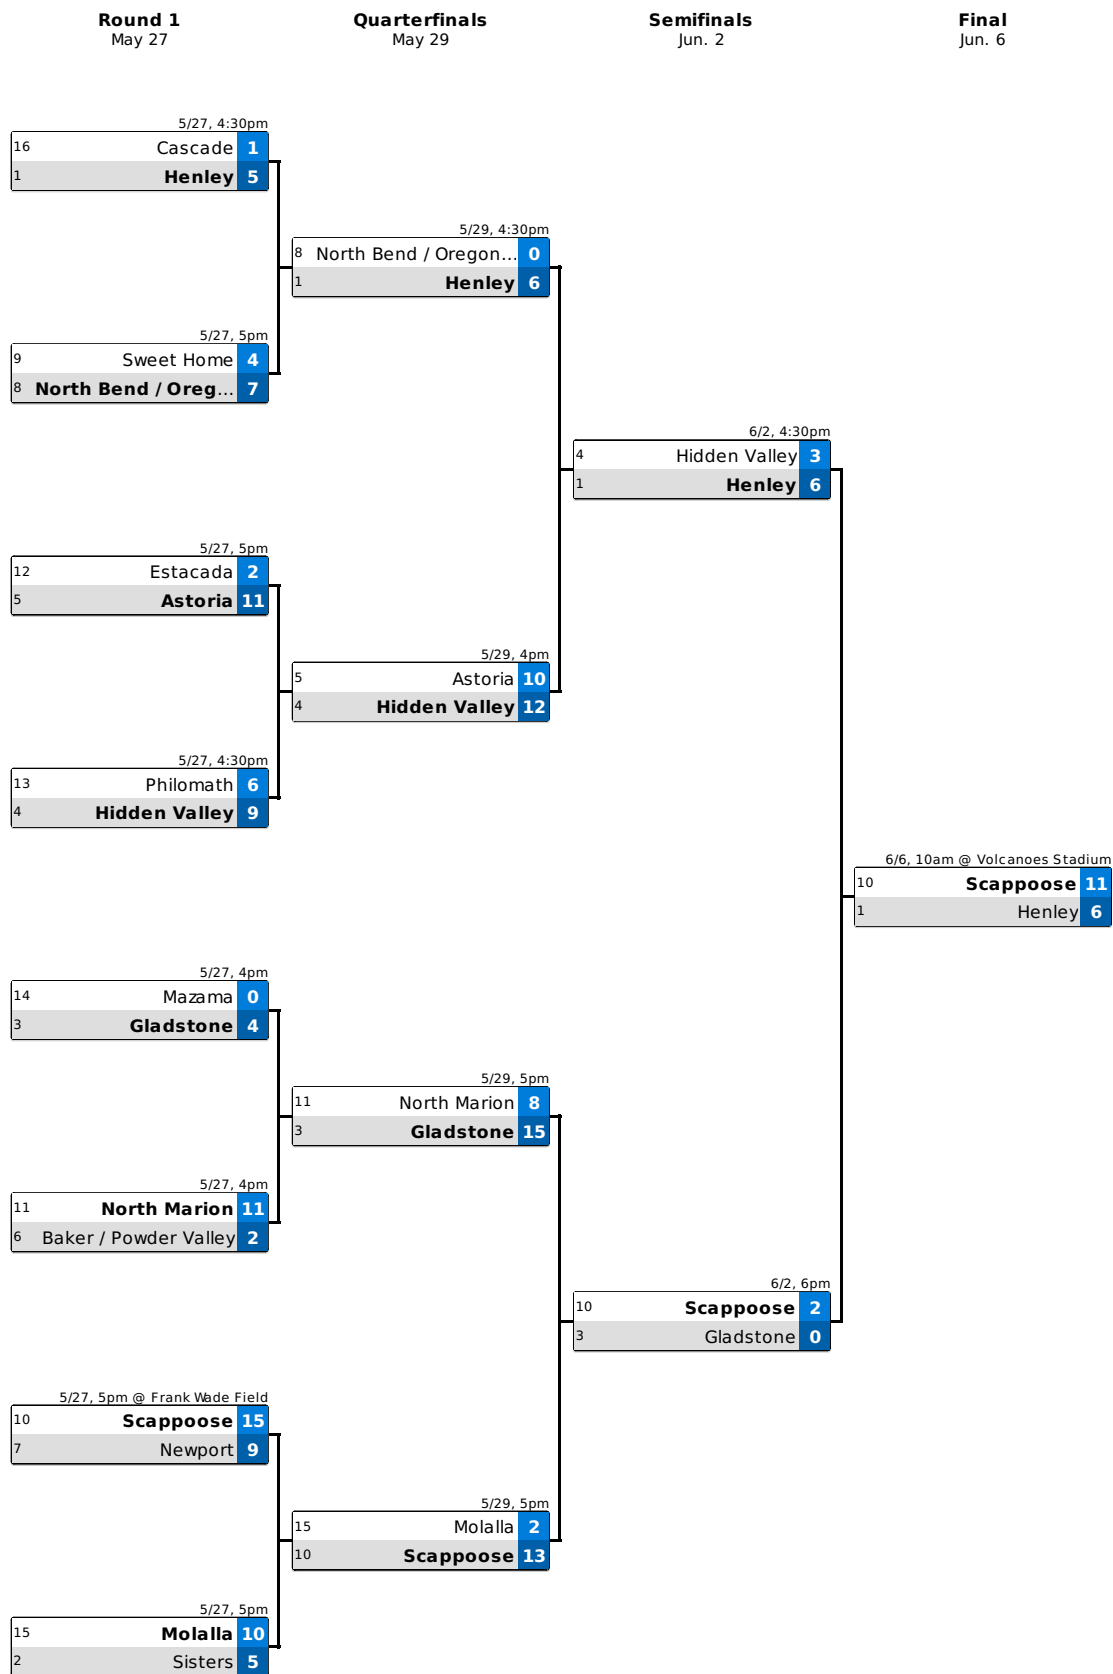 Round 1
May 27
Quarterfinals
May 29
Semifinals
Jun. 2
Final
Jun. 6
5/27, 4:30pm
16 Cascade 1
1 Henley 5
5/27, 5pm
9 Sweet Home 4
8 North Bend / Oreg... 7
5/27, 5pm
12 Estacada 2
5 Astoria 11
5/27, 4:30pm
13 Philomath 6
4 Hidden Valley 9
5/27, 4pm
14 Mazama 0
3 Gladstone 4
5/27, 4pm
11 North Marion 11
6 Baker / Powder Valley 2
5/27, 5pm @ Frank Wade Field
10 Scappoose 15
7 Newport 9
5/27, 5pm
15 Molalla 10
2 Sisters 5
5/29, 4:30pm
8 North Bend / Oregon... 0
1 Henley 6
5/29, 4pm
5 Astoria 10
4 Hidden Valley 12
5/29, 5pm
11 North Marion 8
3 Gladstone 15
5/29, 5pm
15 Molalla 2
10 Scappoose 13
6/2, 4:30pm
4 Hidden Valley 3
1 Henley 6
6/2, 6pm
10 Scappoose 2
3 Gladstone 0
6/6, 10am @ Volcanoes Stadium
10 Scappoose 11
1 Henley 6